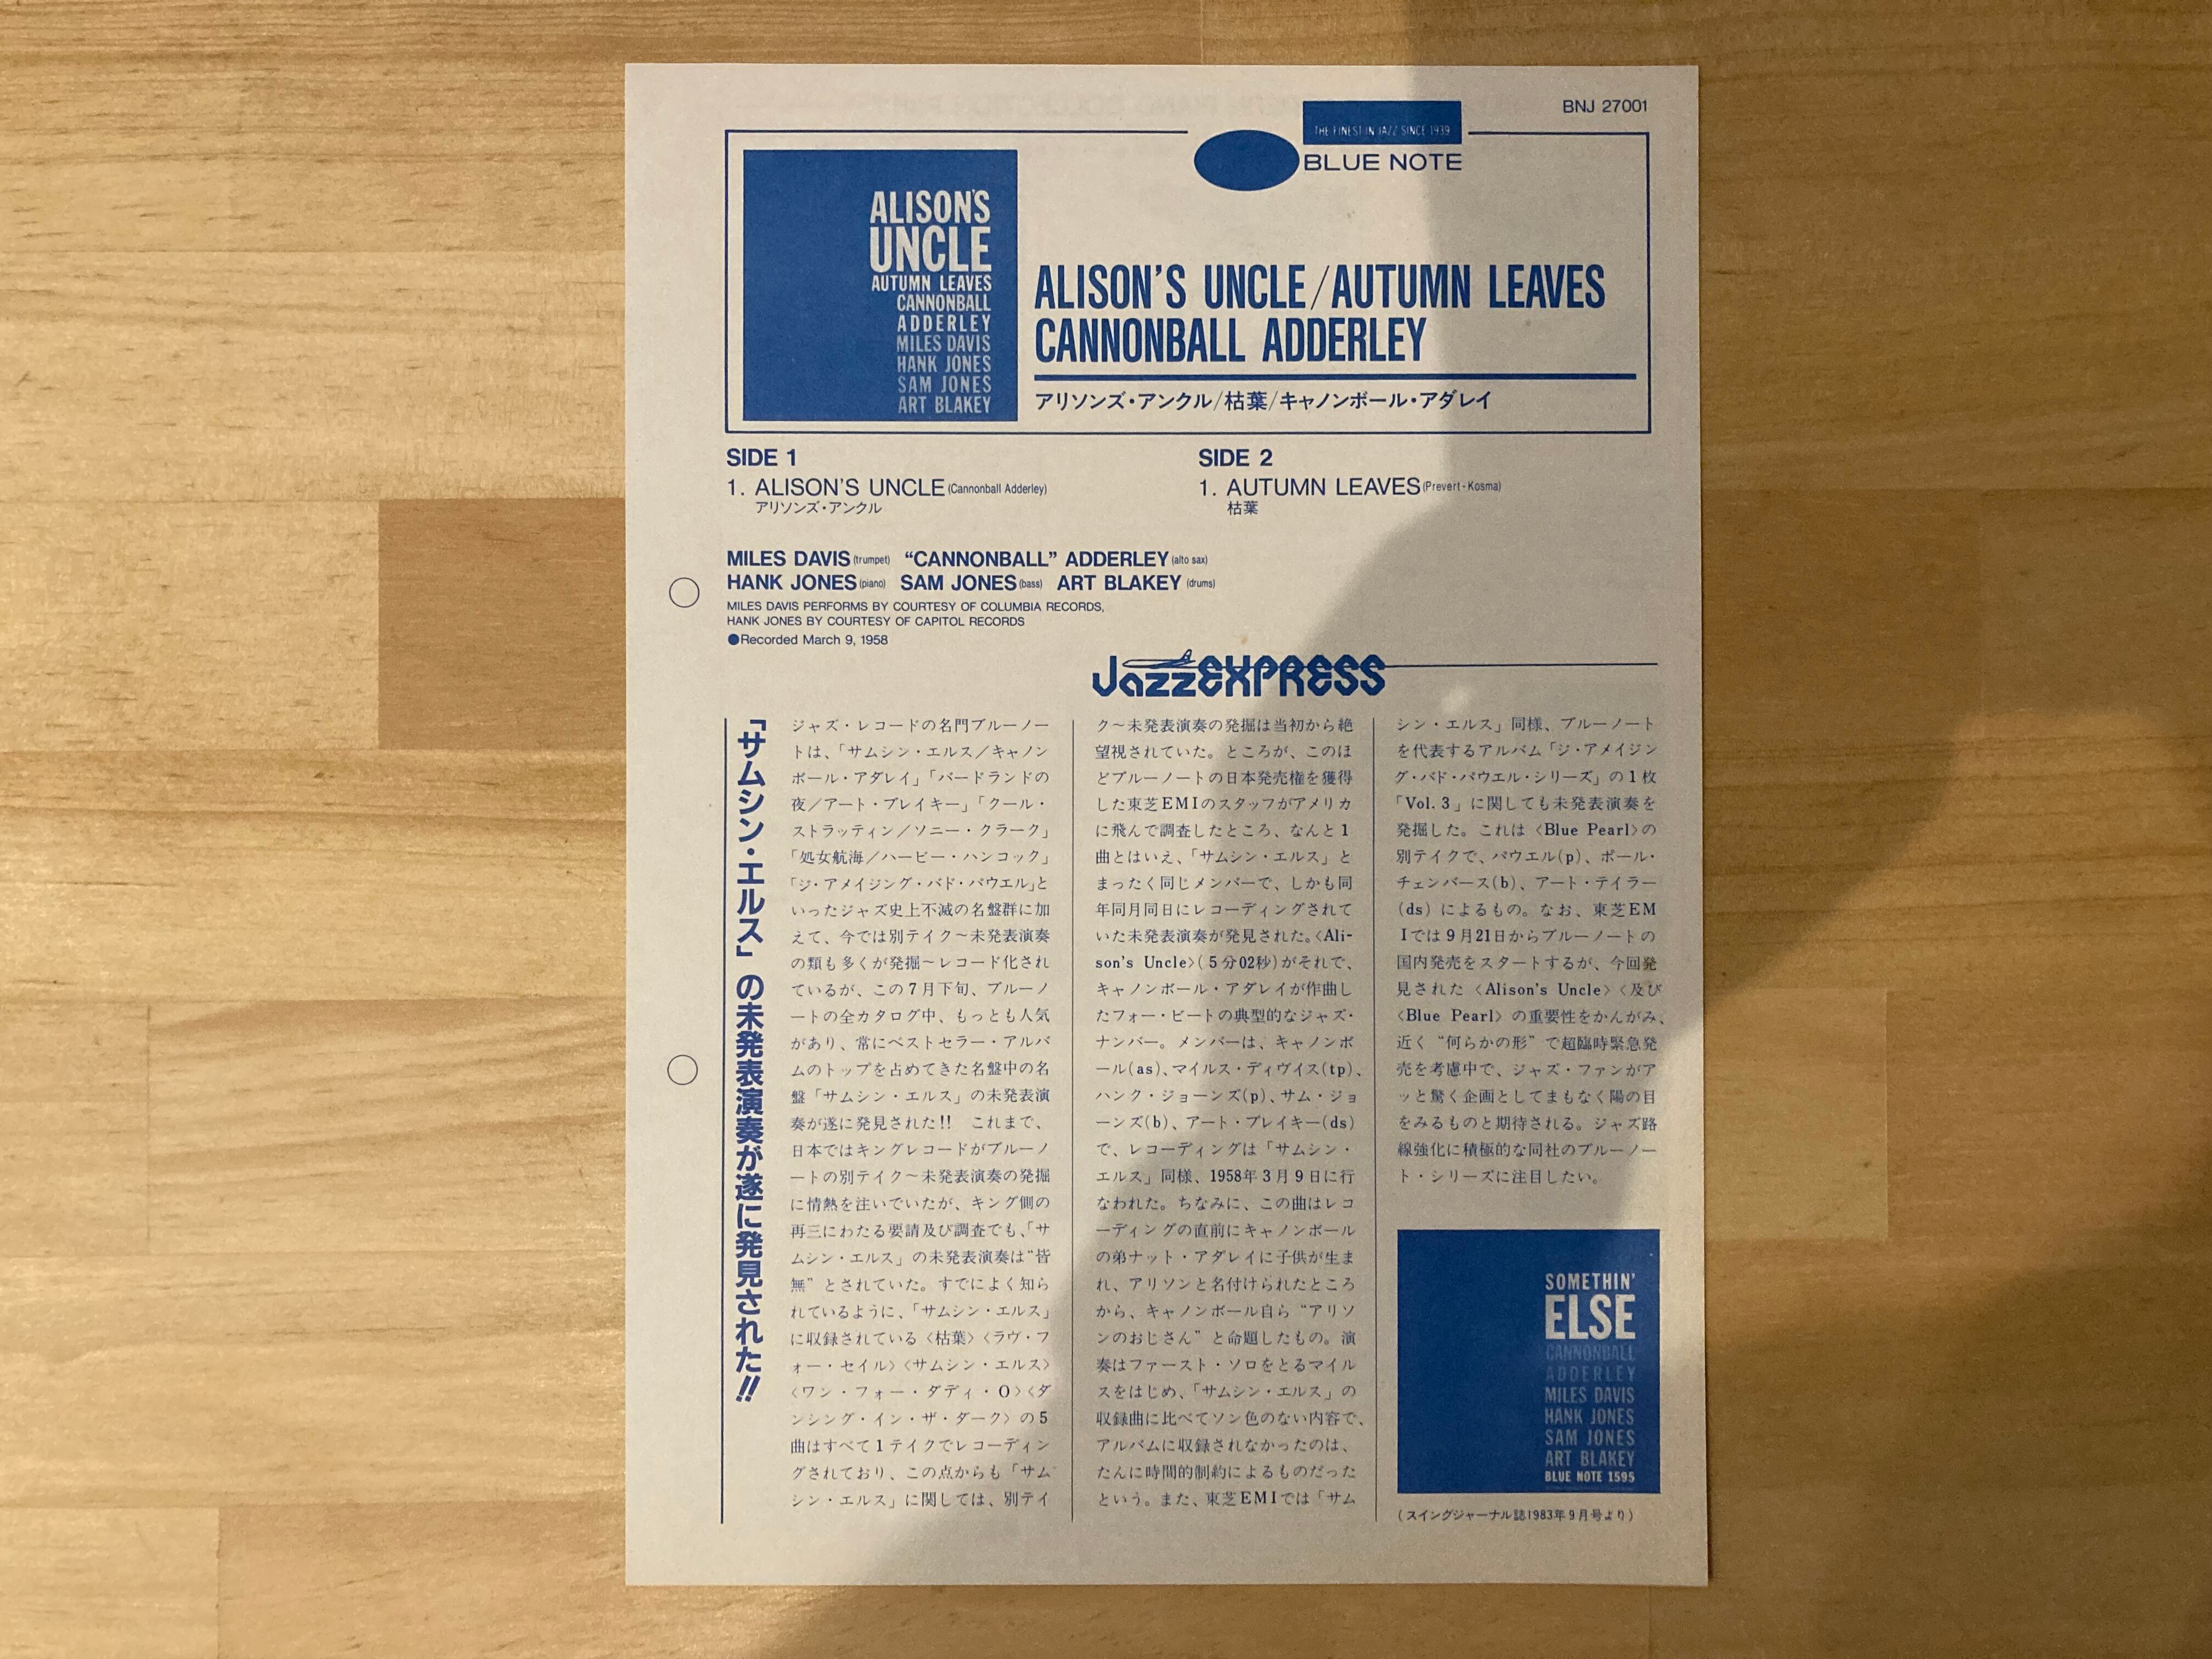 BNJ 27001
THE FINEST IN JAZZ SINCE 1939
BLUE NOTE
ALISON'S
UNCLE
AUTUMN LEAVES
CANNONBALL
ADDERLEY
MILES DAVIS
HANK JONES
SAM JONES
ART BLAKEY
ALISON'S UNCLE/AUTUMN LEAVES
CANNONBALL ADDERLEY
アリソンズ・アンクル/枯葉/キャノンボール・アダレイ
SIDE 1
1. ALISON'S UNCLE (Cannonball Adderley)
アリソンズ・アンクル
SIDE 2
1. AUTUMN LEAVES (Prevert-Kosma)
枯葉
MILES DAVIS (trumpet) “CANNONBALL” ADDERLEY (alto sax)
HANK JONES (piano) SAM JONES (bass) ART BLAKEY (drums)
MILES DAVIS PERFORMS BY COURTESY OF COLUMBIA RECORDS,
HANK JONES BY COURTESY OF CAPITOL RECORDS
●Recorded March 9, 1958
Jazz EXPRESS
「サムシン・エルス」の未発表演奏が遂に発見された!!
ジャズ・レコードの名門ブルーノー
トは、「サムシン・エルス／キャノン
ボール・アダレイ」「バードランドの
夜／アート・ブレイキー」「クール・
ストラッティン／ソニー・クラーク」
「処女航海／ハービー・ハンコック」
「ジ・アメイジング・バド・パウエル」と
いったジャズ史上不滅の名盤群に加
えて、今では別テイク～未発表演奏
の類も多くが発掘～レコード化され
ているが、この7月下旬、ブルーノ
ートの全カタログ中、もっとも人気
があり、常にベストセラー・アルバ
ムのトップを占めてきた名盤中の名
盤「サムシン・エルス」の未発表演
奏が遂に発見された!!　これまで、
日本ではキングレコードがブルーノ
ートの別テイク～未発表演奏の発掘
に情熱を注いでいたが、キング側の
再三にわたる要請及び調査でも、「サ
ムシン・エルス」の未発表演奏は“皆
無”とされていた。すでによく知ら
れているように、「サムシン・エルス」
に収録されている〈枯葉〉〈ラヴ・フ
ォー・セイル〉〈サムシン・エルス〉
〈ワン・フォー・ダディ・O〉〈ダ
ンシング・イン・ザ・ダーク〉の5
曲はすべて1テイクでレコーディン
グされており、この点からも「サム
シン・エルス」に関しては、別テイ
ク～未発表演奏の発掘は当初から絶
望視されていた。ところが、このほ
どブルーノートの日本発売権を獲得
した東芝EMIのスタッフがアメリカ
に飛んで調査したところ、なんと1
曲とはいえ、「サムシン・エルス」と
まったく同じメンバーで、しかも同
年同月同日にレコーディングされて
いた未発表演奏が発見された。〈Ali-
son's Uncle〉(5分02秒)がそれで、
キャノンボール・アダレイが作曲し
たフォー・ビートの典型的なジャズ・
ナンバー。メンバーは、キャノンボ
ール(as)、マイルス・ディヴイス(tp)、
ハンク・ジョーンズ(p)、サム・ジョ
ーンズ(b)、アート・ブレイキー(ds)
で、レコーディングは「サムシン・
エルス」同様、1958年3月9日に行
なわれた。ちなみに、この曲はレコ
ーディングの直前にキャノンボール
の弟ナット・アダレイに子供が生ま
れ、アリソンと名付けられたところ
から、キャノンボール自ら“アリソ
ンのおじさん”と命題したもの。演
奏はファースト・ソロをとるマイル
スをはじめ、「サムシン・エルス」の
収録曲に比べてソン色のない内容で、
アルバムに収録されなかったのは、
たんに時間的制約によるものだった
という。また、東芝EMIでは「サム
シン・エルス」同様、ブルーノート
を代表するアルバム「ジ・アメイジン
グ・バド・パウエル・シリーズ」の1枚
「Vol.3」に関しても未発表演奏を
発掘した。これは〈Blue Pearl〉の
別テイクで、パウエル(p)、ポール・
チェンバース(b)、アート・テイラー
(ds)によるもの。なお、東芝EM
Iでは9月21日からブルーノートの
国内発売をスタートするが、今回発
見された〈Alison's Uncle〉〈及び
〈Blue Pearl〉の重要性をかんがみ、
近く“何らかの形”で超臨時緊急発
売を考慮中で、ジャズ・ファンがア
ッと驚く企画としてまもなく陽の目
をみるものと期待される。ジャズ路
線強化に積極的な同社のブルーノー
ト・シリーズに注目したい。
SOMETHIN'
ELSE
CANNONBALL
ADDERLEY
MILES DAVIS
HANK JONES
SAM JONES
ART BLAKEY
BLUE NOTE 1595
(スイングジャーナル誌1983年9月号より)